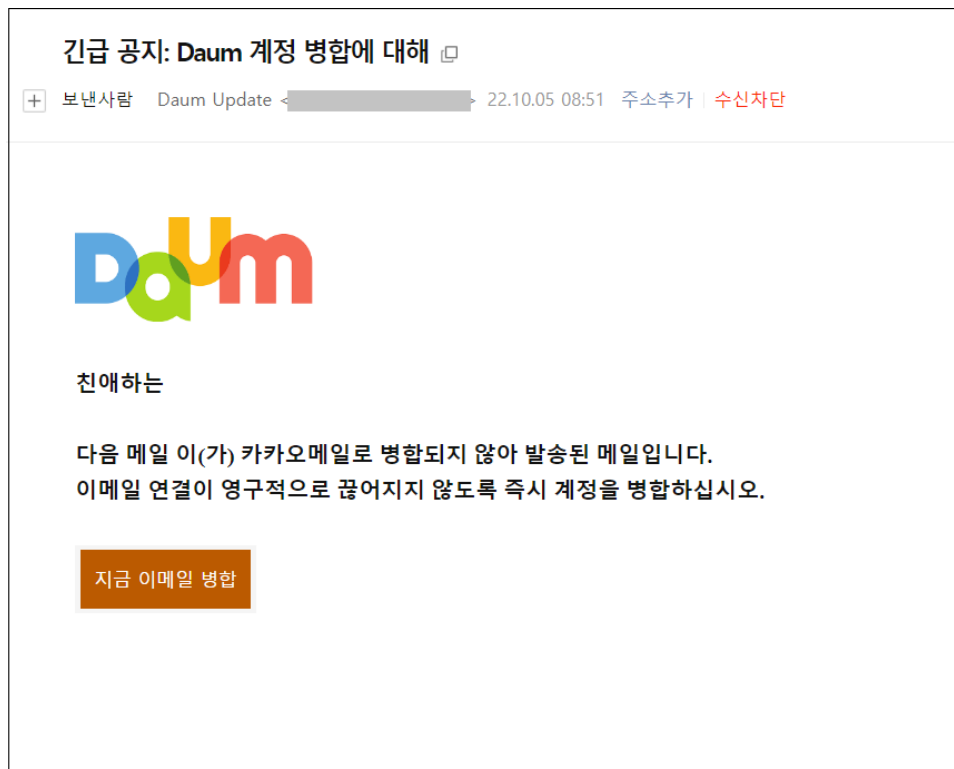 긴급 공지: Daum 계정 병합에 대해
보낸사람 Daum Update < > 22.10.05 08:51 주소추가 수신차단
Daum
친애하는
다음 메일 이(가) 카카오메일로 병합되지 않아 발송된 메일입니다.
이메일 연결이 영구적으로 끊어지지 않도록 즉시 계정을 병합하십시오.
지금 이메일 병합